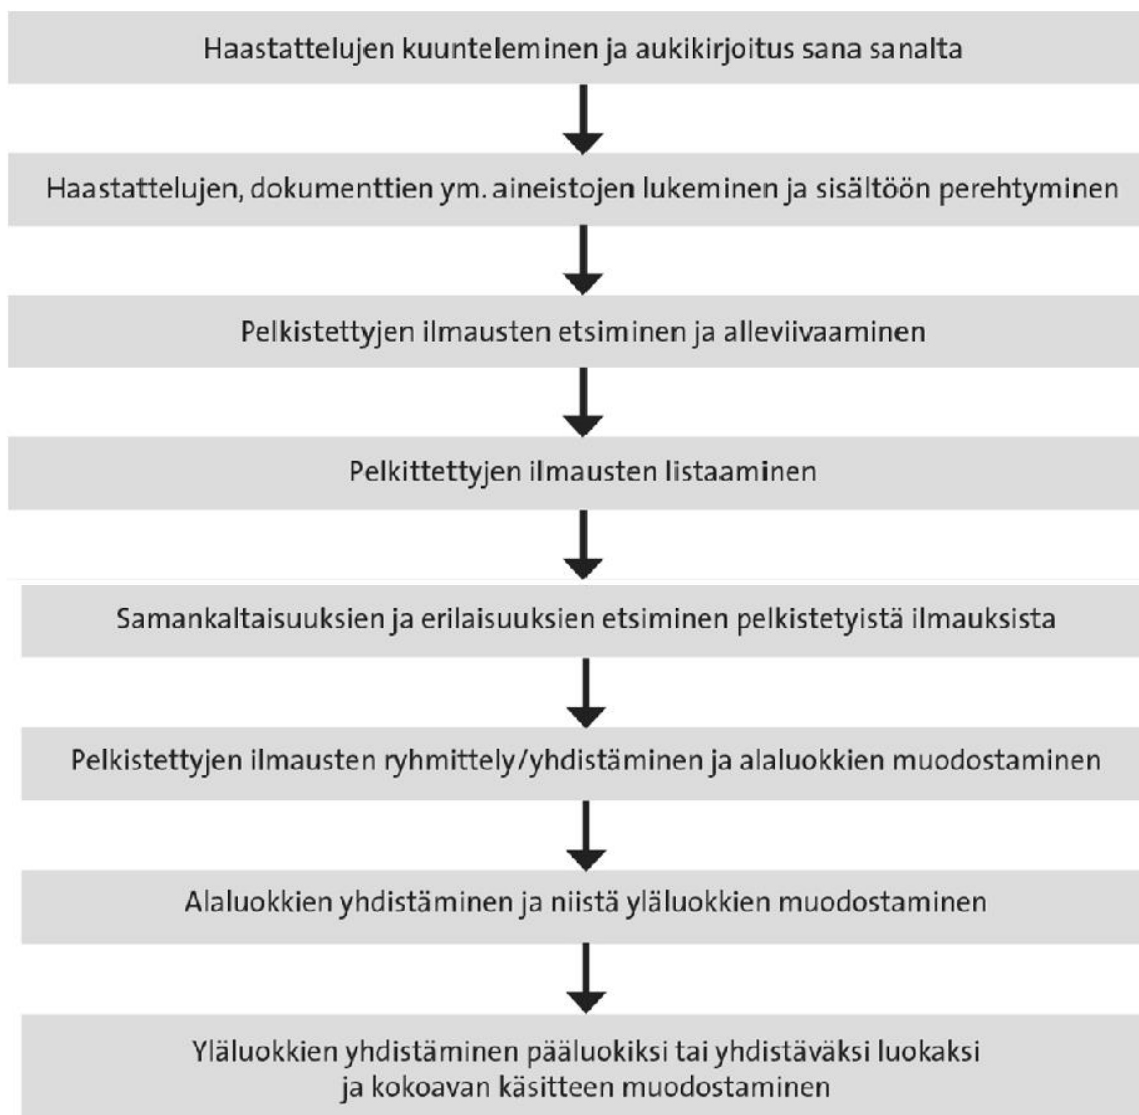 Haastattelujen kuunteleminen ja aukikirjoitus sana sanalta
Haastattelujen, dokumenttien ym. aineistojen lukeminen ja sisältöön perehtyminen
Pelkistettyjen ilmausten etsiminen ja alleviivaaminen
Pelkittettyjen ilmausten listaaminen
Samankaltaisuuksien ja erilaisuuksien etsiminen pelkistetyistä ilmauksista
Pelkistettyjen ilmausten ryhmittely/yhdistäminen ja alaluokkien muodostaminen
Alaluokkien yhdistäminen ja niistä yläluokkien muodostaminen
Yläluokkien yhdistäminen pääluokiksi tai yhdistäväksi luokaksi
ja kokoavan käsitteen muodostaminen